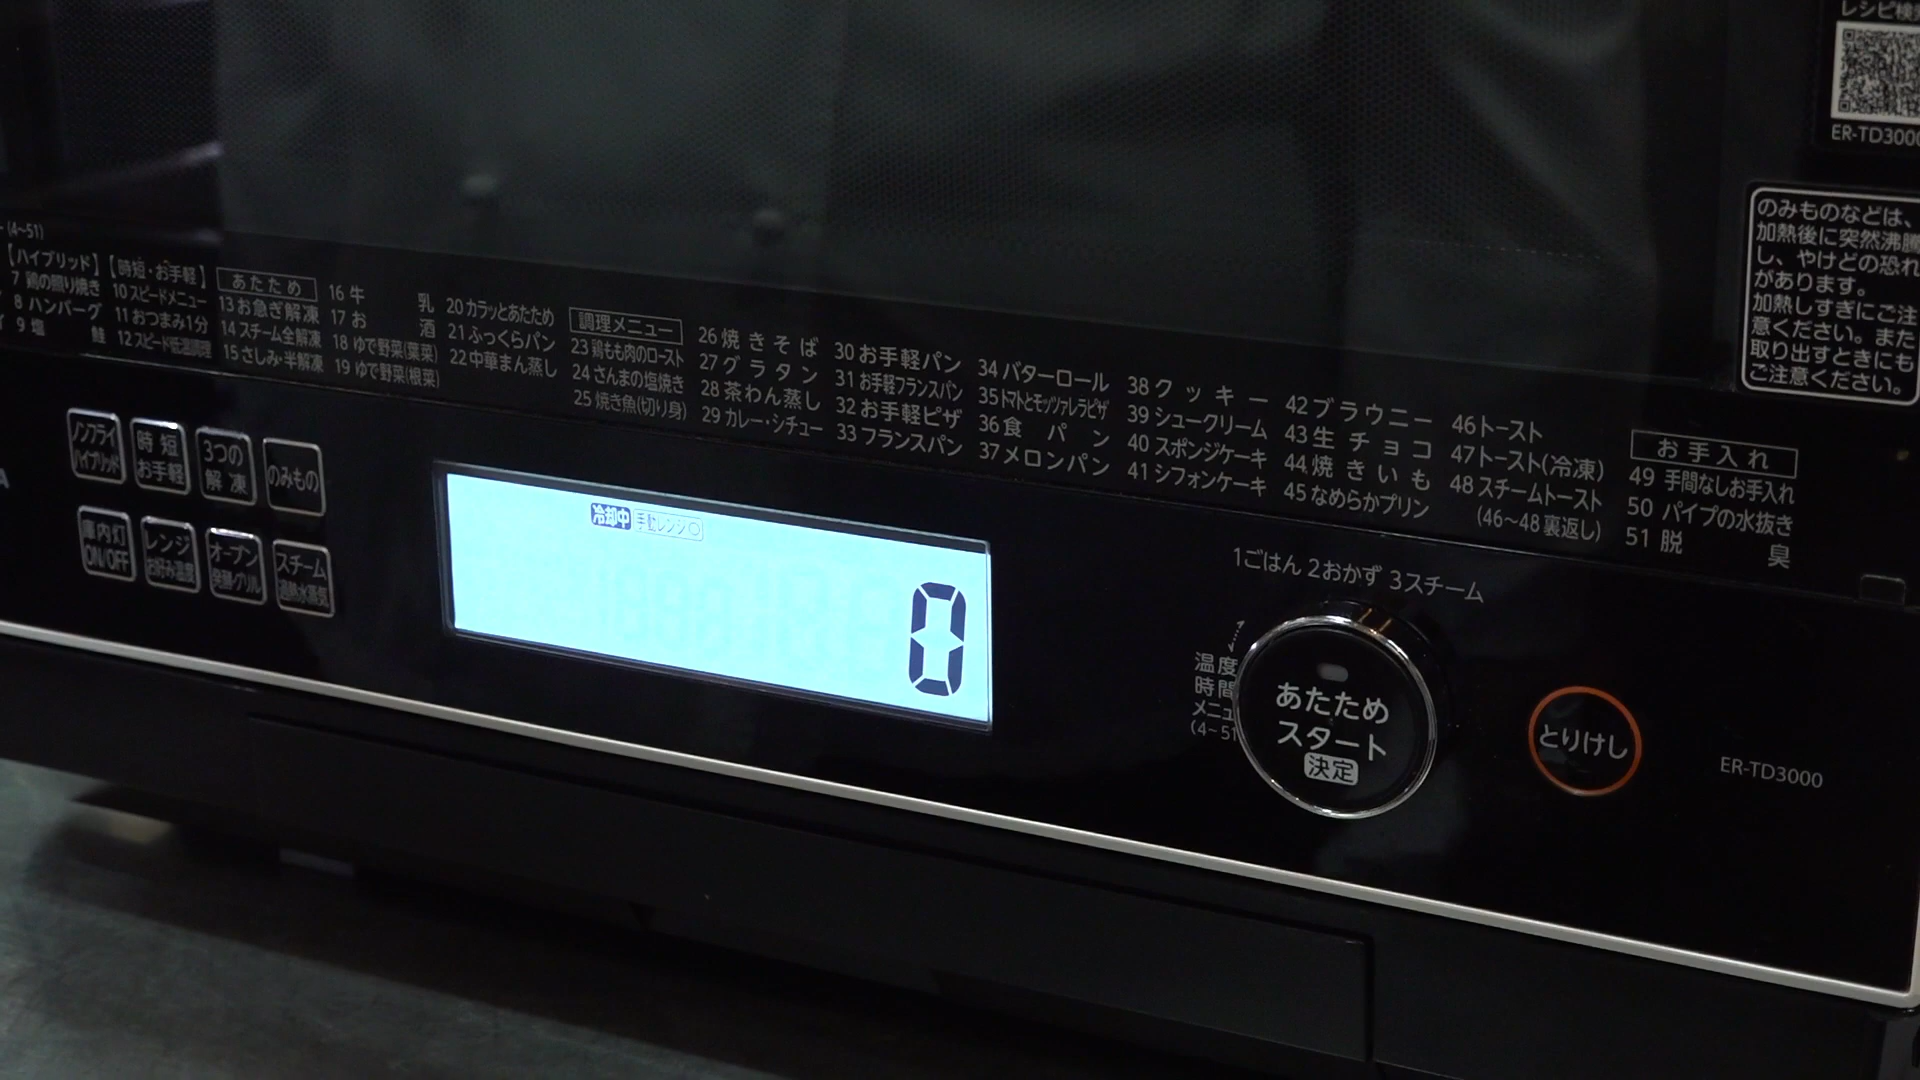 レシピ検
ER-TD3000
のみものなどは、
加熱後に突然沸騰
し、やけどの恐れ
があります。
加熱しすぎにご注
意ください。また
取り出すときにも
ご注意ください。
(4~51)
【ハイブリッド】
7 鶏の照り焼き
8 ハンバーグ
9 塩 鮭
【時短・お手軽】
10 スピードメニュー
11 おつまみ1分
12 スピード低温調理
あたため
13 お急ぎ解凍
14 スチーム全解凍
15 さしみ・半解凍
16 牛 乳
17 お 酒
18 ゆで野菜(葉菜)
19 ゆで野菜(根菜)
20 カラッとあたため
21 ふっくらパン
22 中華まん蒸し
調理メニュー
23 鶏もも肉のロースト
24 さんまの塩焼き
25 焼き魚(切り身)
26 焼きそば
27 グラタン
28 茶わん蒸し
29 カレー・シチュー
30 お手軽パン
31 お手軽フランスパン
32 お手軽ピザ
33 フランスパン
34 バターロール
35 トマトとモッツァレラピザ
36 食パン
37 メロンパン
38 クッキー
39 シュークリーム
40 スポンジケーキ
41 シフォンケーキ
42 ブラウニー
43 生チョコ
44 焼きいも
45 なめらかプリン
46 トースト
47 トースト(冷凍)
48 スチームトースト
(46~48 裏返し)
お手入れ
49 手間なしお手入れ
50 パイプの水抜き
51 脱 臭
ノンフライ
ハイブリッド
時短
お手軽
3つの
解凍
のみもの
庫内灯
ON/OFF
レンジ
お好み温度
オーブン
発酵・グリル
スチーム
過熱水蒸気
冷却中 手動レンジ
0
1ごはん 2おかず 3スチーム
温度
時間
メニュ
(4~51
あたため
スタート
決定
とりけし
ER-TD3000